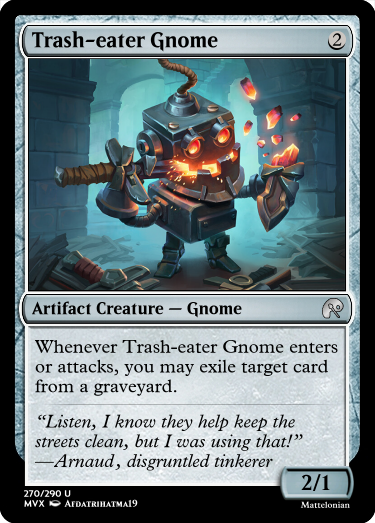 Trash-eater Gnome 2
Artifact Creature — Gnome
Whenever Trash-eater Gnome enters
or attacks, you may exile target card
from a graveyard.
“Listen, I know they help keep the
streets clean, but I was using that!”
—Arnaud, disgruntled tinkerer
2/1
270/290 U
MVX Afdatrihatma19
Mattelonian